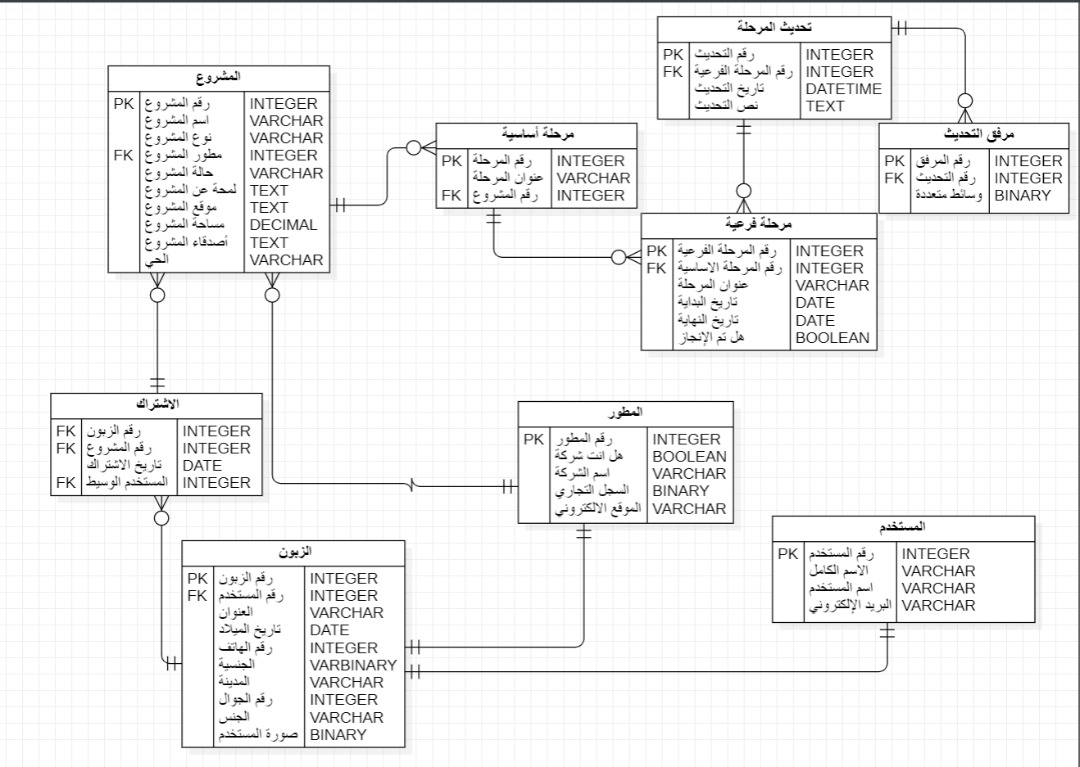 المشروع
PK رقم المشروع INTEGER
اسم المشروع VARCHAR
نوع المشروع VARCHAR
FK مطور المشروع INTEGER
حالة المشروع VARCHAR
لمحة عن المشروع TEXT
موقع المشروع TEXT
مساحة المشروع DECIMAL
أصدقاء المشروع TEXT
الحي VARCHAR
مرحلة أساسية
PK رقم المرحلة INTEGER
عنوان المرحلة VARCHAR
FK رقم المشروع INTEGER
تحديث المرحلة
PK رقم التحديث INTEGER
FK رقم المرحلة الفرعية INTEGER
تاريخ التحديث DATETIME
نص التحديث TEXT
مرفق التحديث
PK رقم المرفق INTEGER
FK رقم التحديث INTEGER
وسائط متعددة BINARY
مرحلة فرعية
PK رقم المرحلة الفرعية INTEGER
FK رقم المرحلة الاساسية INTEGER
عنوان المرحلة VARCHAR
تاريخ البداية DATE
تاريخ النهاية DATE
هل تم الإنجاز BOOLEAN
الاشتراك
FK رقم الزبون INTEGER
FK رقم المشروع INTEGER
تاريخ الاشتراك DATE
FK المستخدم الوسيط INTEGER
المطور
PK رقم المطور INTEGER
هل انت شركة BOOLEAN
اسم الشركة VARCHAR
السجل التجاري BINARY
الموقع الالكتروني VARCHAR
الزبون
PK رقم الزبون INTEGER
FK رقم المستخدم INTEGER
العنوان VARCHAR
تاريخ الميلاد DATE
رقم الهاتف INTEGER
الجنسية VARBINARY
المدينة VARCHAR
رقم الجوال INTEGER
الجنس VARCHAR
صورة المستخدم BINARY
المستخدم
PK رقم المستخدم INTEGER
الاسم الكامل VARCHAR
اسم المستخدم VARCHAR
البريد الإلكتروني VARCHAR